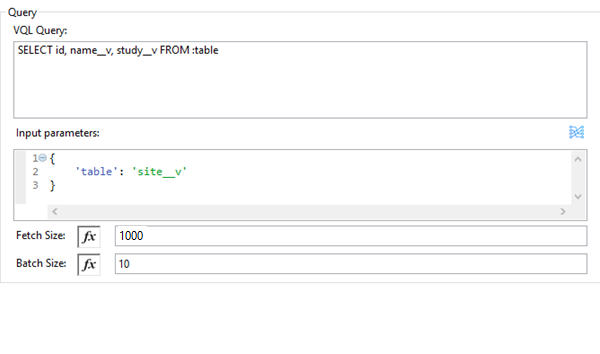 Query
VQL Query:
SELECT id, name__v, study__v FROM :table
Input parameters:
1 {
2 'table': 'site__v'
3 }
Fetch Size: fx 1000
Batch Size: fx 10